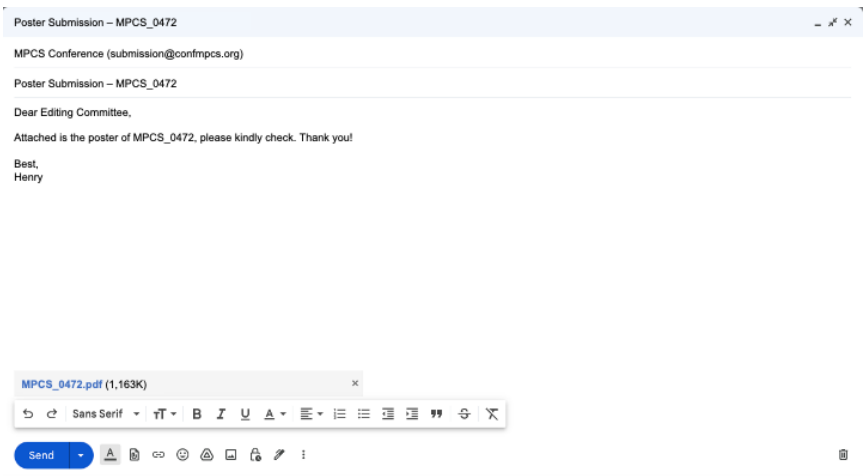 Poster Submission – MPCS_0472
MPCS Conference (submission@confmpcs.org)
Poster Submission – MPCS_0472
Dear Editing Committee,
Attached is the poster of MPCS_0472, please kindly check. Thank you!
Best,
Henry
MPCS_0472.pdf (1,163K)
Sans Serif
Send